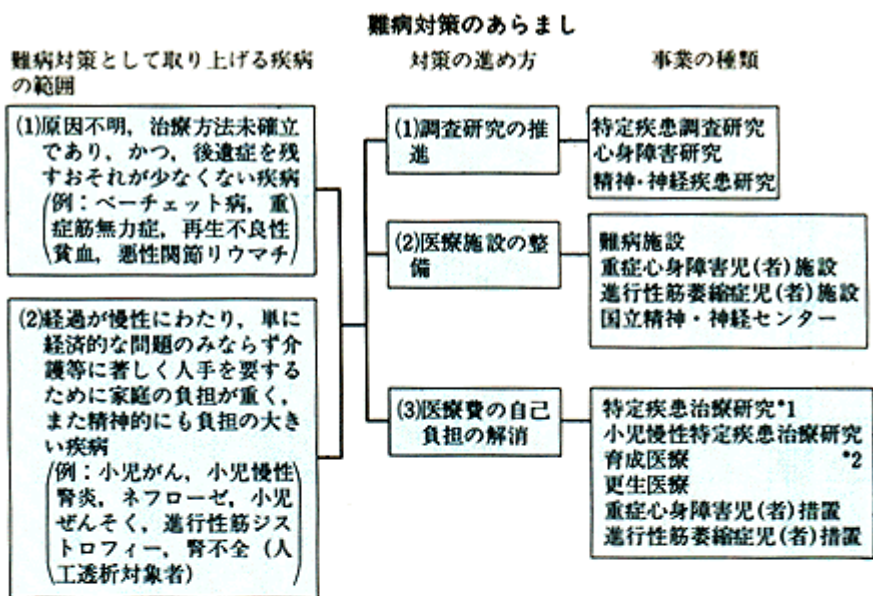 難病対策のあらまし
難病対策として取り上げる疾病
の範囲
対策の進め方
事業の種類
(1)原因不明，治療方法未確立
であり，かつ，後遺症を残
すおそれが少なくない疾病
(例：ベーチェット病，重
症筋無力症，再生不良性
貧血，悪性関節リウマチ)
(2)経過が慢性にわたり，単に
経済的な問題のみならず介
護等に著しく人手を要する
ために家庭の負担が重く，
また精神的にも負担の大き
い疾病
(例：小児がん，小児慢性
腎炎，ネフローゼ，小児
ぜんそく，進行性筋ジス
トロフィー，腎不全（人
工透析対象者）)
(1)調査研究の推
進
特定疾患調査研究
心身障害研究
精神・神経疾患研究
(2)医療施設の整
備
難病施設
重症心身障害児(者)施設
進行性筋萎縮症児(者)施設
国立精神・神経センター
(3)医療費の自己
負担の解消
特定疾患治療研究*1
小児慢性特定疾患治療研究
育成医療 *2
更生医療
重症心身障害児(者)措置
進行性筋萎縮症児(者)措置